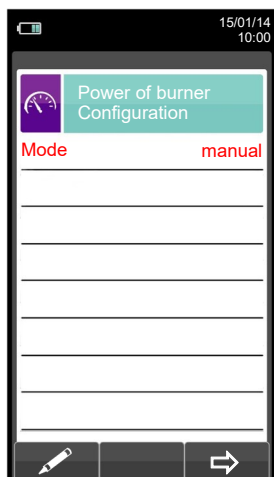 15/01/14
10:00
Power of burner
Configuration
Mode manual